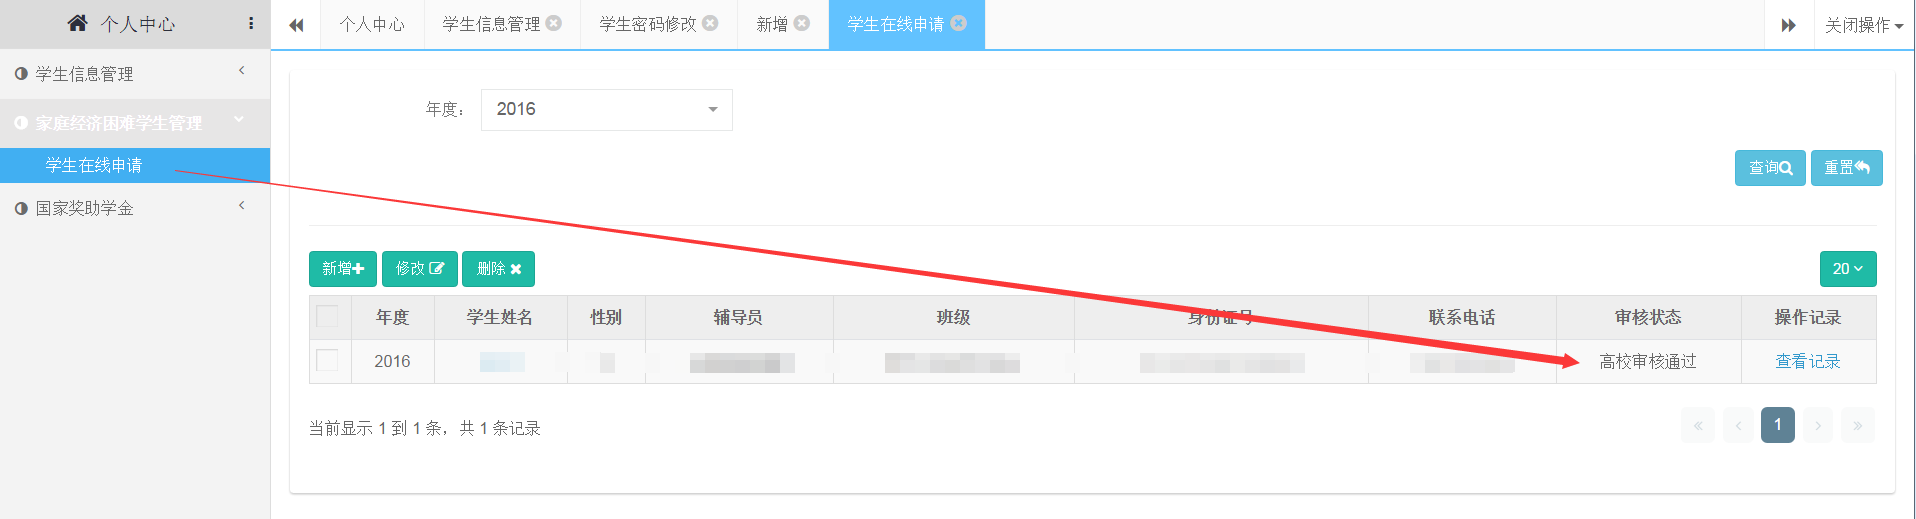 个人中心
个人中心 学生信息管理 学生密码修改 新增 学生在线申请 关闭操作
学生信息管理
家庭经济困难学生管理
学生在线申请
国家奖助学金
年度： 2016
查询 重置
新增 修改 删除 20
年度 学生姓名 性别 辅导员 班级 身份证号 联系电话 审核状态 操作记录
2016 高校审核通过 查看记录
当前显示 1 到 1 条，共 1 条记录 « ‹ 1 › »